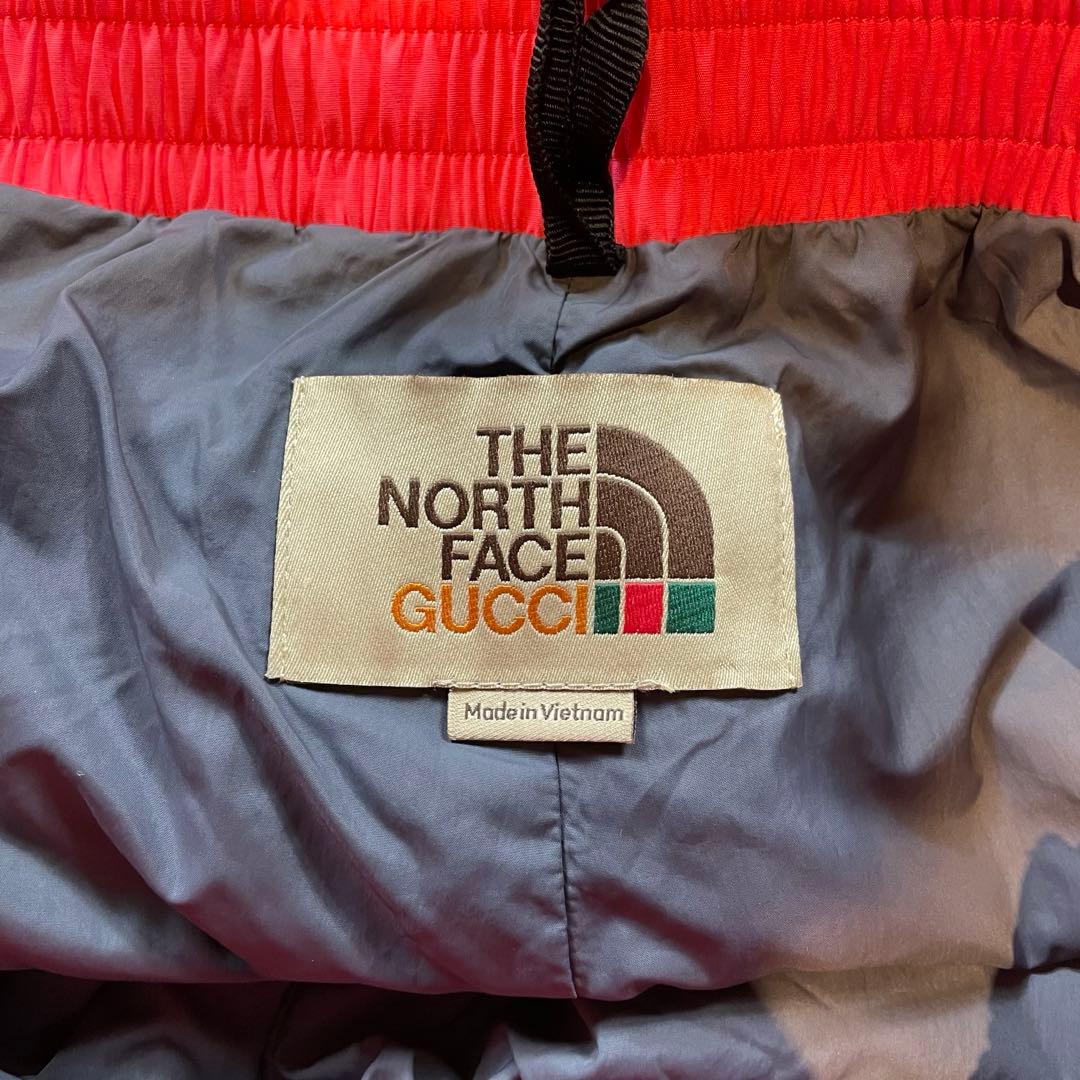 THE
NORTH
FACE
GUCCI
Made in Vietnam